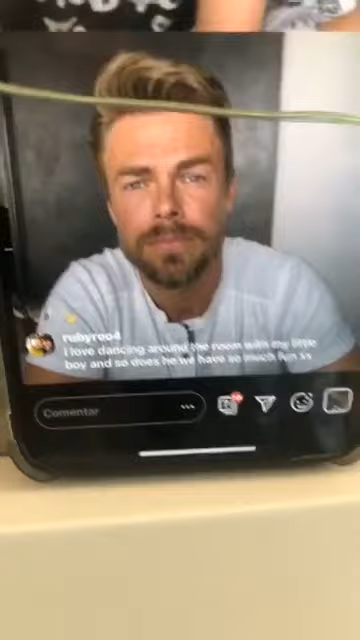 rubyroo4
I love dancing around the room with my little
boy and so does he we have so much fun xx
Comentar